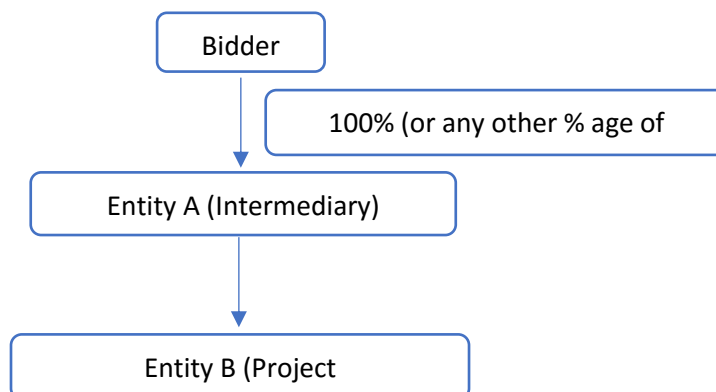 Bidder
100% (or any other % age of
Entity A (Intermediary)
Entity B (Project